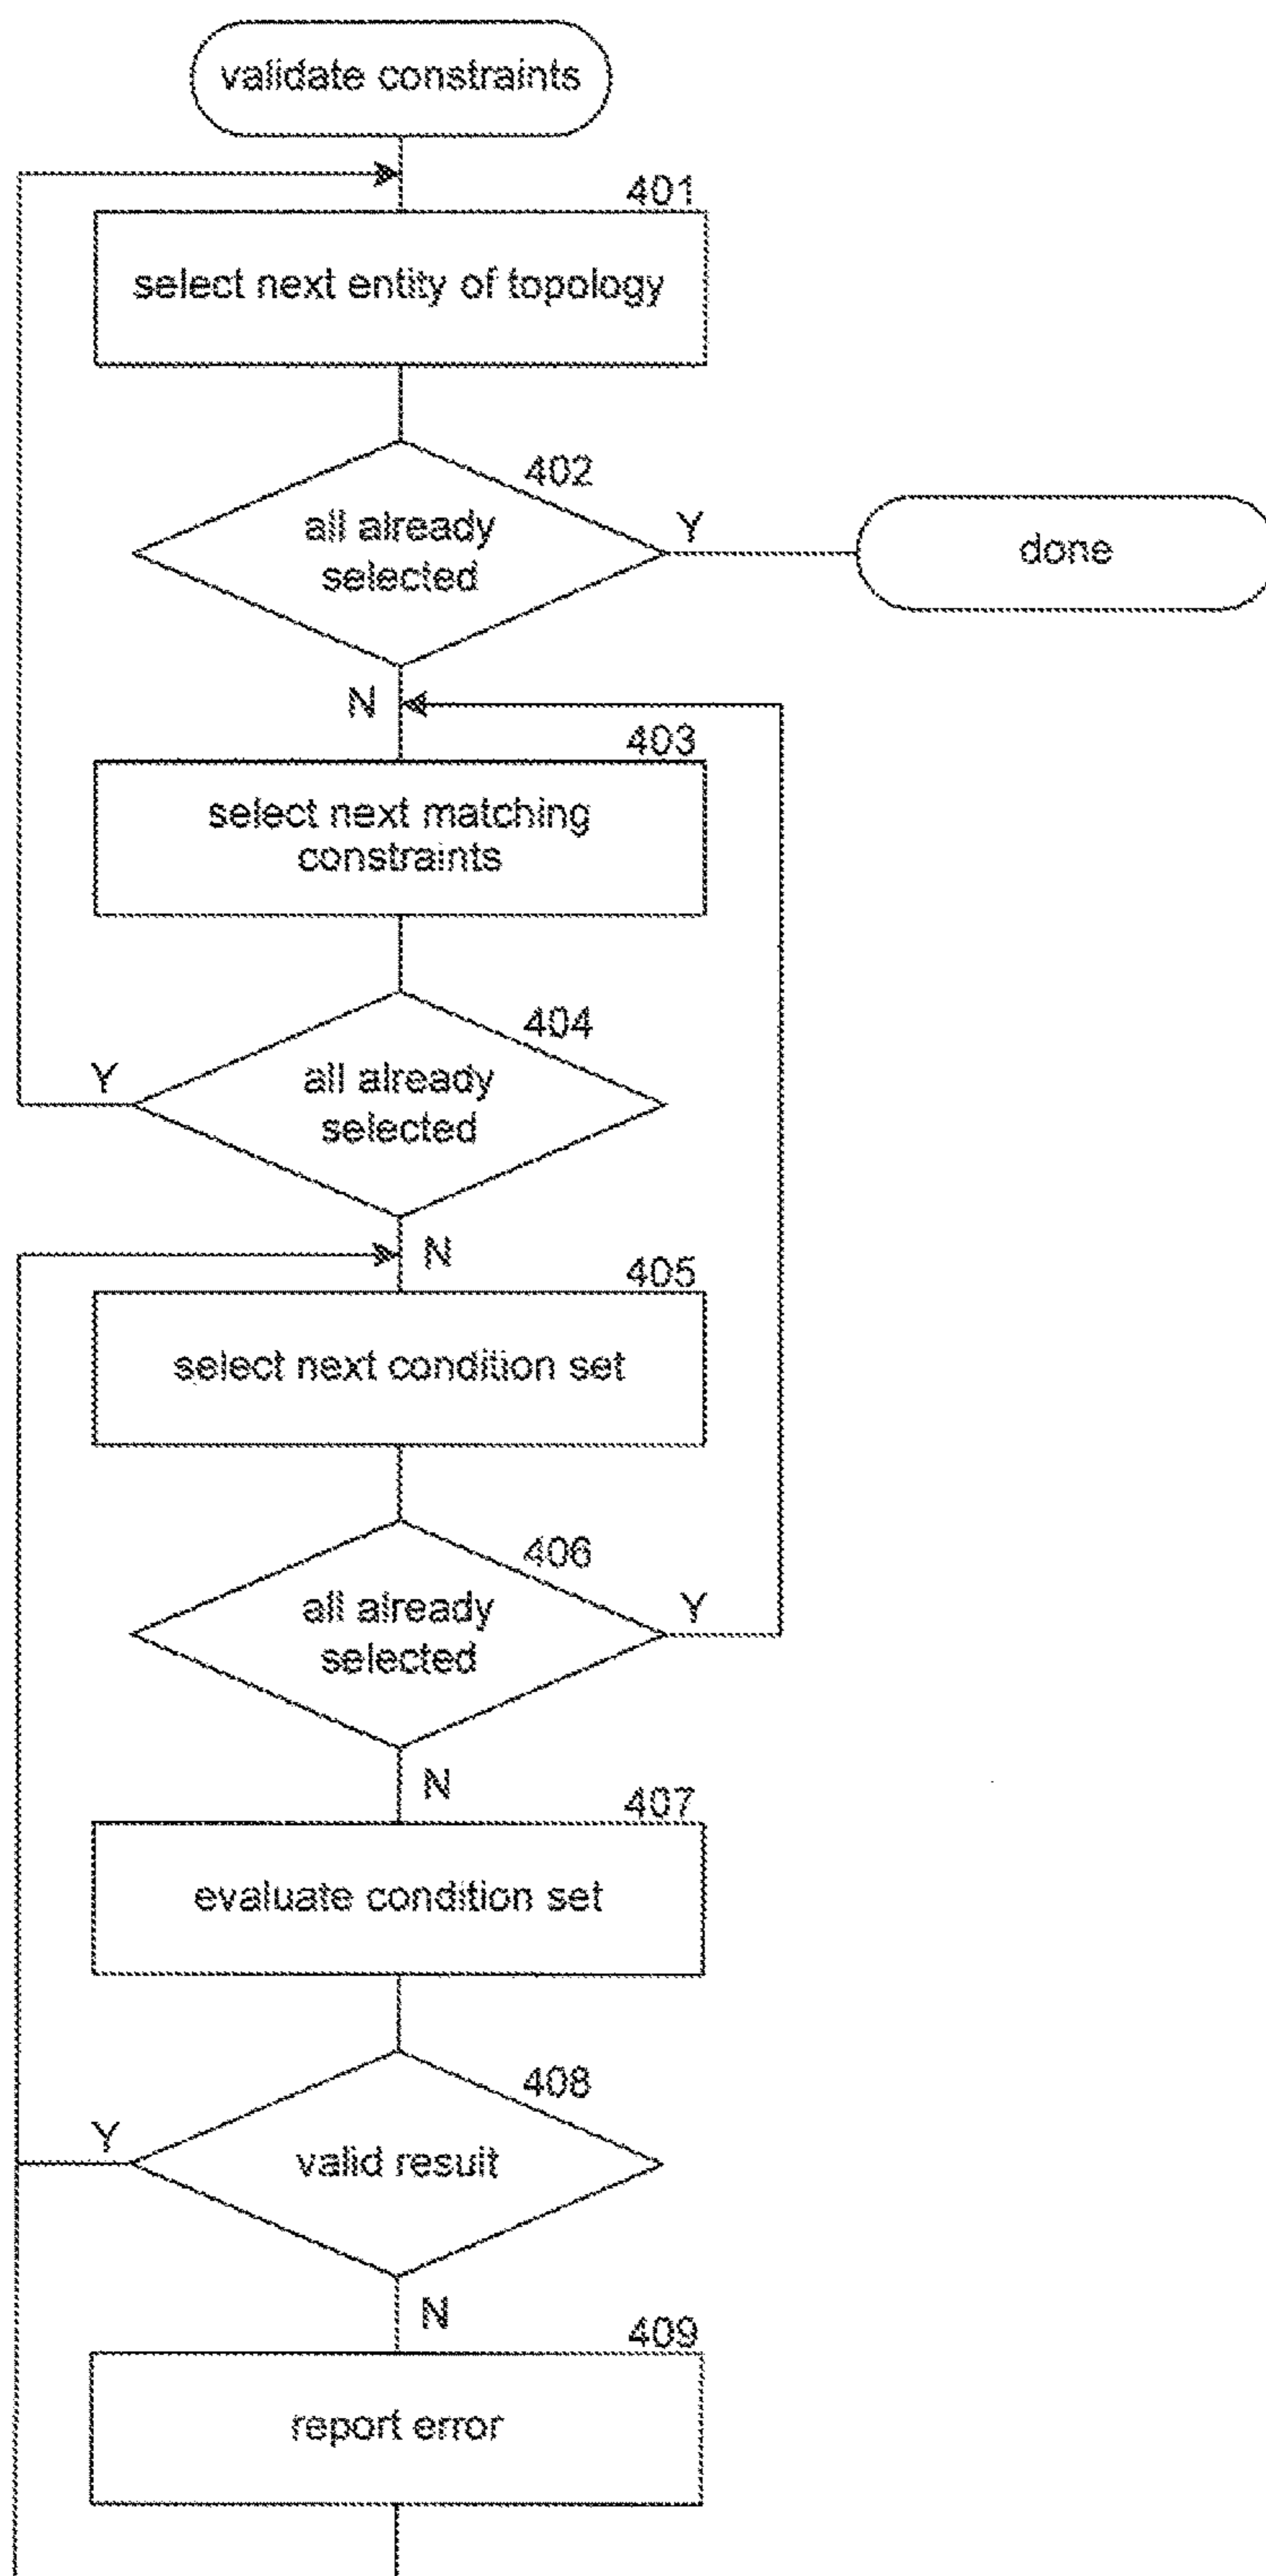 validate constraints
401
select next entity of topology
402
all already
selected
Y
done
N
403
select next matching
constraints
404
all already
selected
Y
N
405
select next condition set
406
all already
selected
Y
N
407
evaluate condition set
408
valid result
Y
N
409
report error